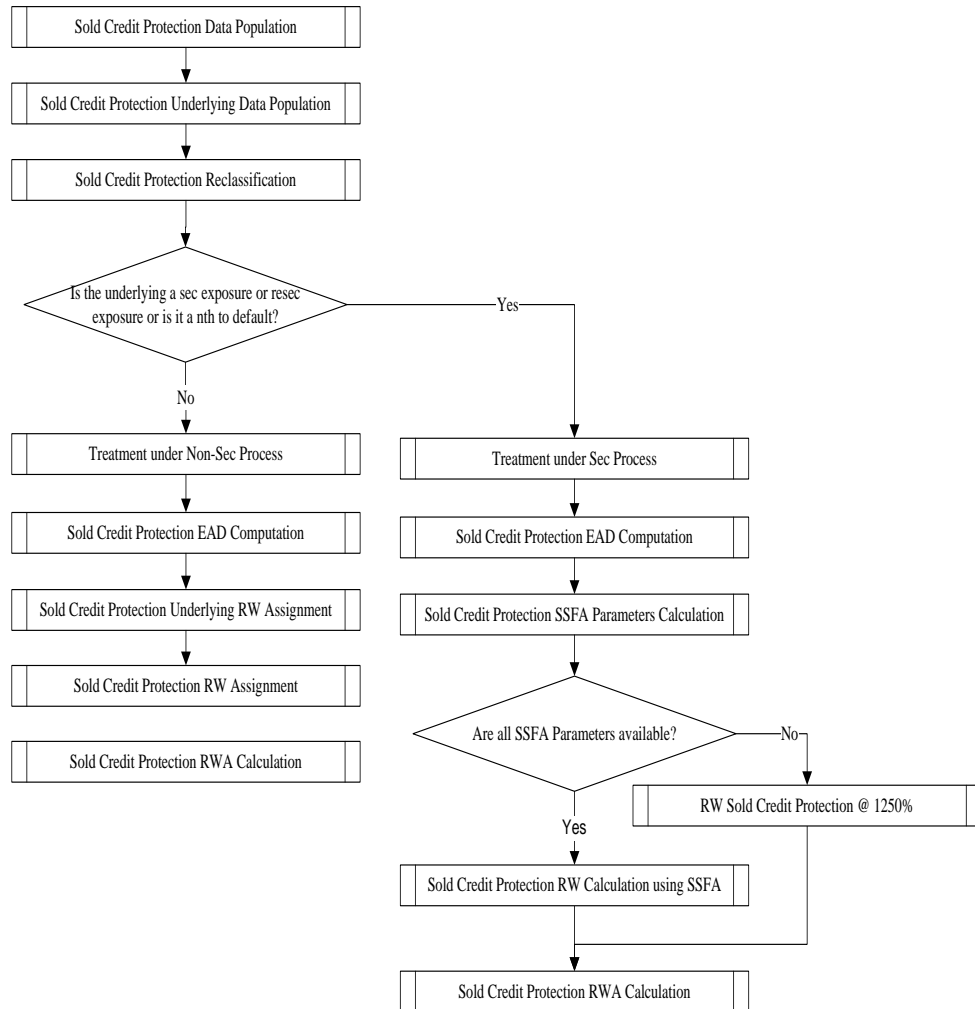 Sold Credit Protection Data Population
Sold Credit Protection Underlying Data Population
Sold Credit Protection Reclassification
Is the underlying a sec exposure or resec
exposure or is it a nth to default?
Yes
No
Treatment under Non-Sec Process
Sold Credit Protection EAD Computation
Sold Credit Protection Underlying RW Assignment
Sold Credit Protection RW Assignment
Sold Credit Protection RWA Calculation
Treatment under Sec Process
Sold Credit Protection EAD Computation
Sold Credit Protection SSFA Parameters Calculation
Are all SSFA Parameters available?
No
RW Sold Credit Protection @ 1250%
Yes
Sold Credit Protection RW Calculation using SSFA
Sold Credit Protection RWA Calculation